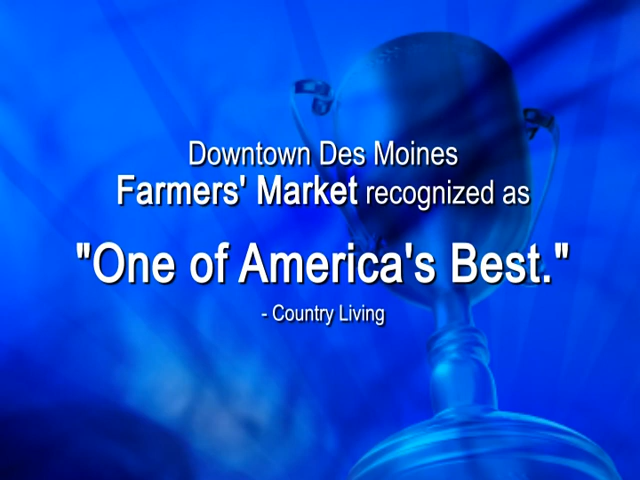 Downtown Des Moines
Farmers' Market recognized as
"One of America's Best."
- Country Living